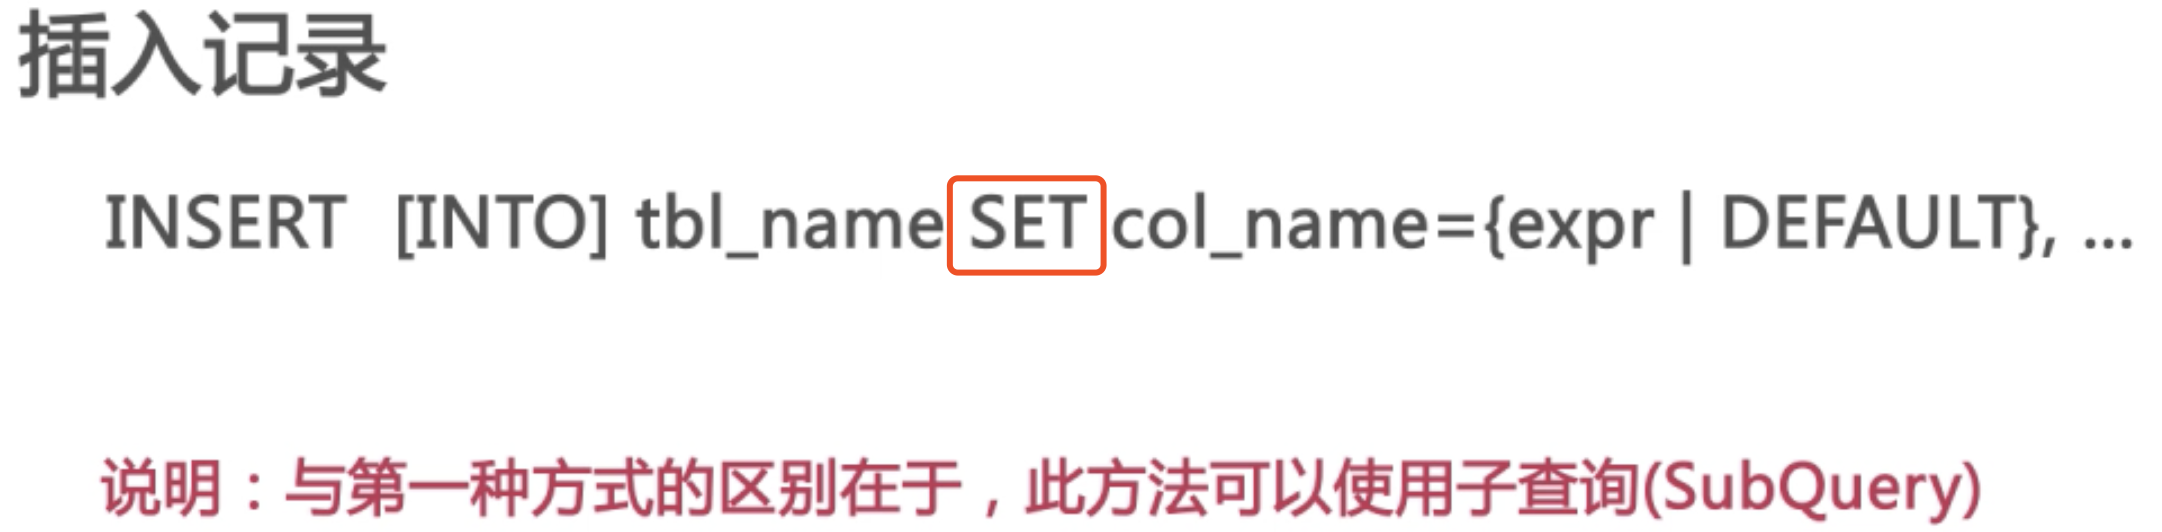 插入记录
INSERT [INTO] tbl_name SET col_name={expr | DEFAULT}, ...
说明：与第一种方式的区别在于，此方法可以使用子查询(SubQuery)